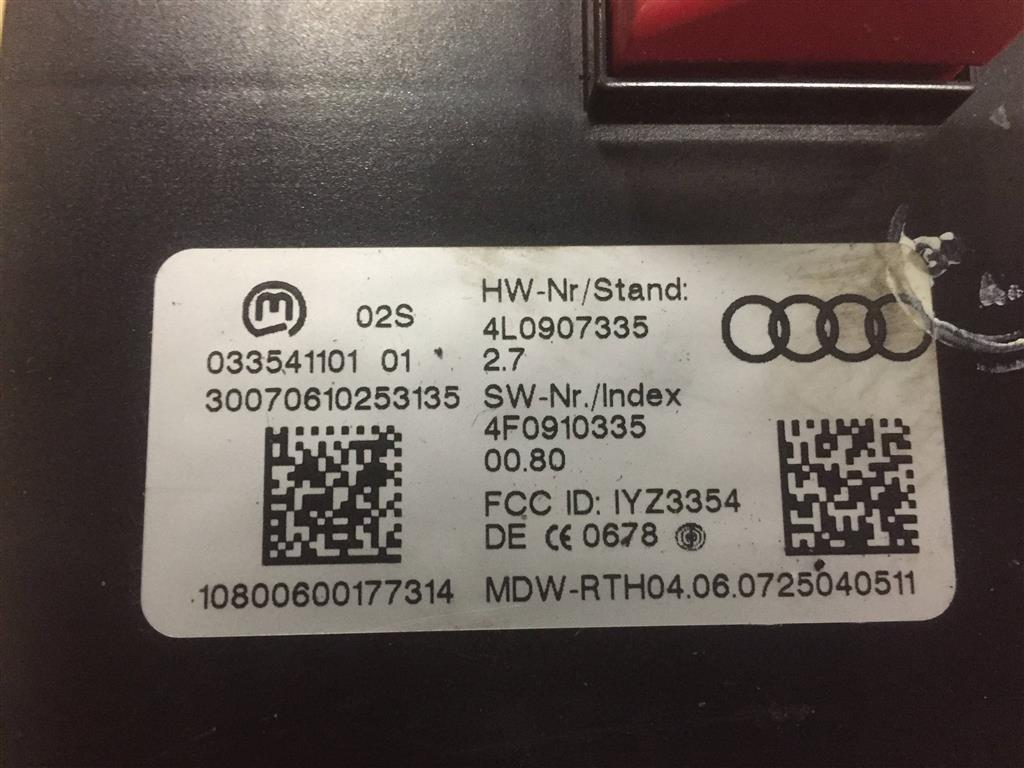 02S
033541101 01
30070610253135
HW-Nr/Stand:
4L0907335
2.7
SW-Nr./Index
4F0910335
00.80
FCC ID: IYZ3354
DE CE 0678
10800600177314
MDW-RTH04.06.0725040511